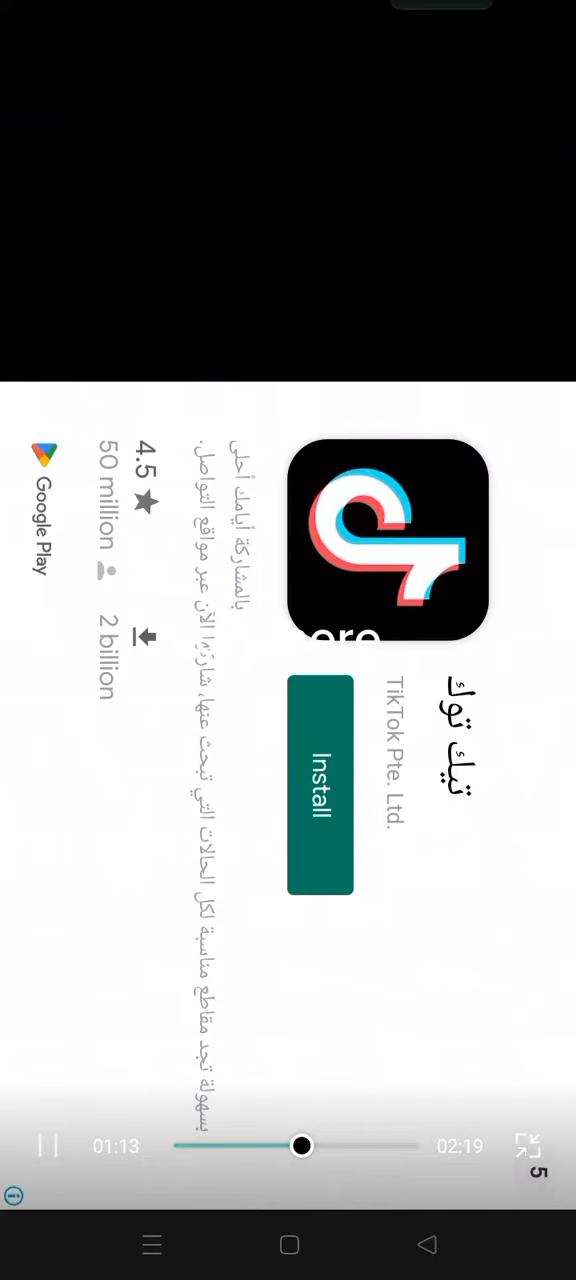 تيك توك
TikTok Pte. Ltd.
Install
بسهولة تجد مقاطع مناسبة لكل الحالات التي تبحث عنها، الآن عبر مواقع التواصل.
بالمشاركة أيامك أحلى
4.5
50 million
2 billion
Google Play
5
01:13
02:19